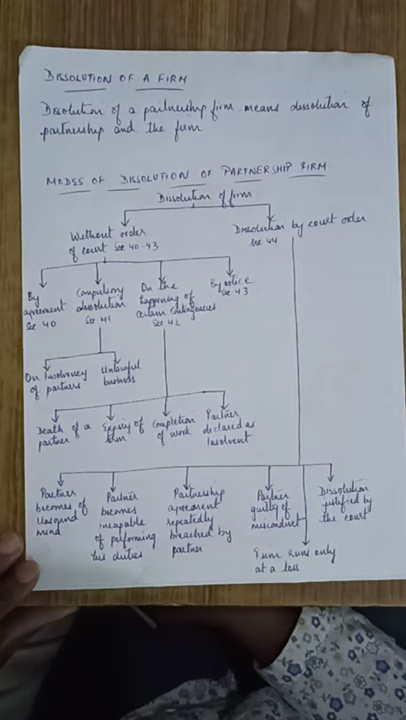 DISSOLUTION OF A FIRM
Dissolution of a partnership firm means dissolution of
partnership and the firm
MODES OF DISSOLUTION OF PARTNERSHIP FIRM
Dissolution of firm
Without order
of court Sec 40-43
Dissolution by court order
Sec 44
By
agreement
Sec 40
Compulsory
dissolution
Sec 41
On the
happening of
certain contingencies
Sec 42
By notice
Sec 43
On Insolvency
of partners
Unlawful
business
Death of a
partner
Expiry of
term
Completion
of work
Partner
declared as
Insolvent
Partner
becomes of
Unsound
mind
Partner
becomes
incapable
of performing
his duties
Partnership
agreement
repeatedly
breached by
partner
Partner
guilty of
misconduct
Firm Runs only
at a loss
Dissolution
justified by
the court